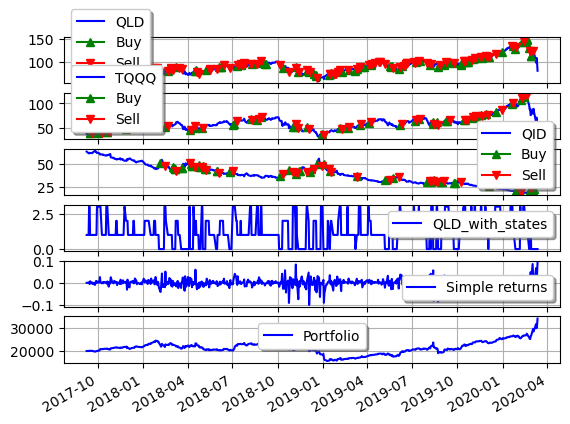 QLD
Buy
Sell
150
100
TQQQ
Buy
Sell
100
50
QID
Buy
Sell
50
25
QLD_with_states
2.5
0.0
Simple returns
0.1
0.0
−0.1
Portfolio
30000
20000
2017-10
2018-01
2018-04
2018-07
2018-10
2019-01
2019-04
2019-07
2019-10
2020-01
2020-04